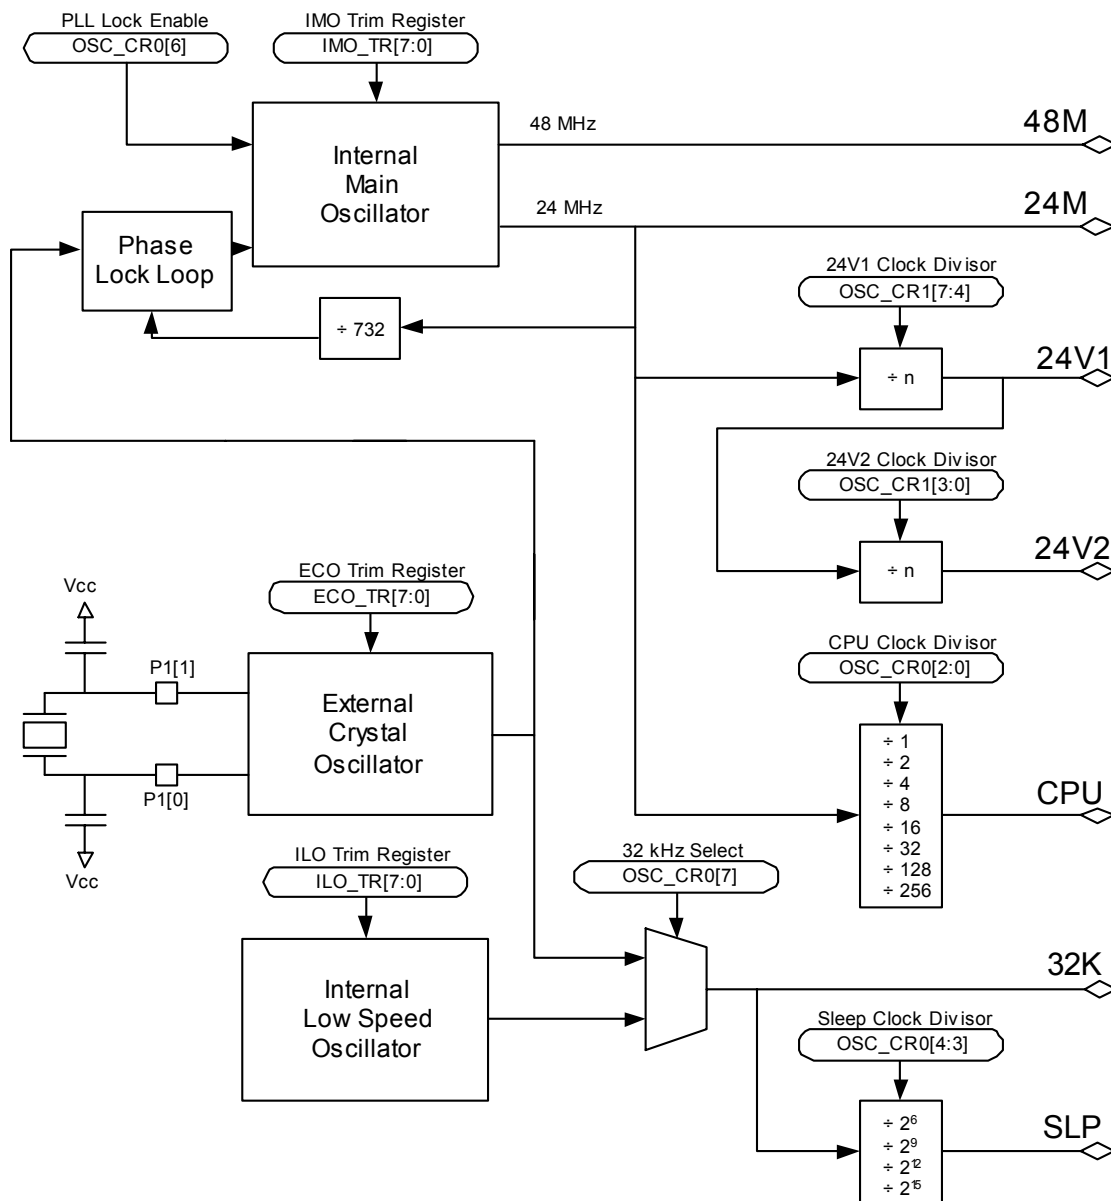 PLL Lock Enable
OSC_CR0[6]
IMO Trim Register
IMO_TR[7:0]
Internal
Main
Oscillator
48 MHz
48M
24 MHz
24M
Phase
Lock Loop
÷ 732
24V1 Clock Divisor
OSC_CR1[7:4]
÷ n
24V1
24V2 Clock Divisor
OSC_CR1[3:0]
÷ n
24V2
ECO Trim Register
ECO_TR[7:0]
Vcc
P1[1]
External
Crystal
Oscillator
P1[0]
Vcc
CPU Clock Divisor
OSC_CR0[2:0]
÷ 1
÷ 2
÷ 4
÷ 8
÷ 16
÷ 32
÷ 128
÷ 256
CPU
ILO Trim Register
ILO_TR[7:0]
Internal
Low Speed
Oscillator
32 kHz Select
OSC_CR0[7]
32K
Sleep Clock Divisor
OSC_CR0[4:3]
÷ 2⁶
÷ 2⁹
÷ 2¹²
÷ 2¹⁵
SLP